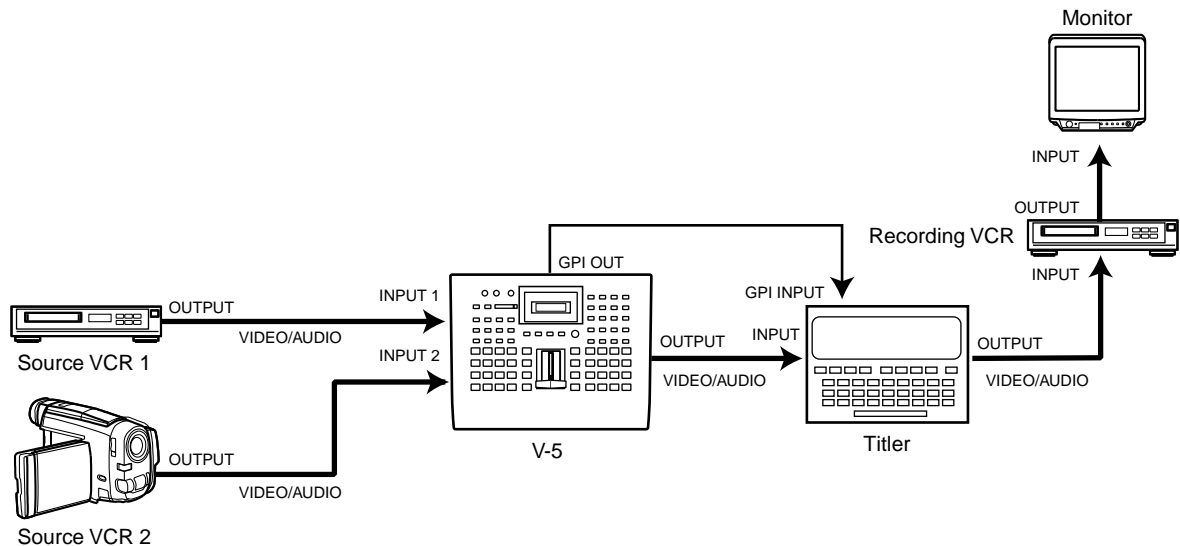 Monitor
INPUT
OUTPUT
Recording VCR
INPUT
GPI OUT
GPI INPUT
OUTPUT
VIDEO/AUDIO
INPUT 1
Source VCR 1
INPUT 2
OUTPUT
VIDEO/AUDIO
INPUT
OUTPUT
VIDEO/AUDIO
V-5
Titler
OUTPUT
VIDEO/AUDIO
Source VCR 2